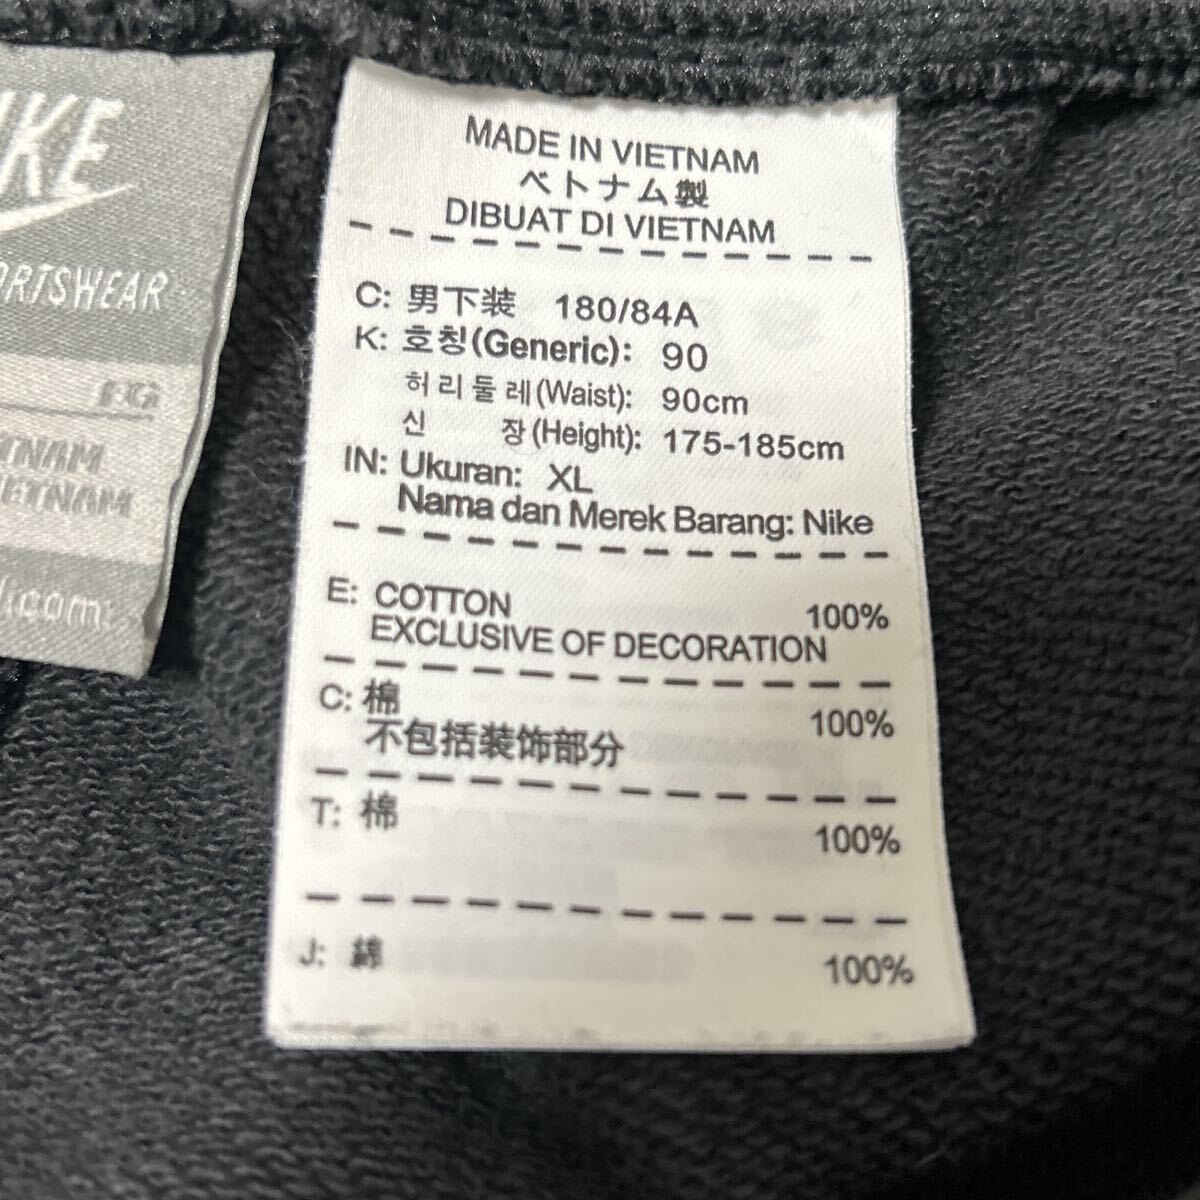 MADE IN VIETNAM
ベトナム製
DIBUAT DI VIETNAM
C: 男下装 180/84A
K: 호칭(Generic): 90
허리둘레(Waist): 90cm
신 장(Height): 175-185cm
IN: Ukuran: XL
Nama dan Merek Barang: Nike
E: COTTON 100%
EXCLUSIVE OF DECORATION
C: 棉 100%
不包括装饰部分
T: 棉 100%
J: 綿 100%
IKE
ORTSWEAR
TNAM
IETNAM
.com